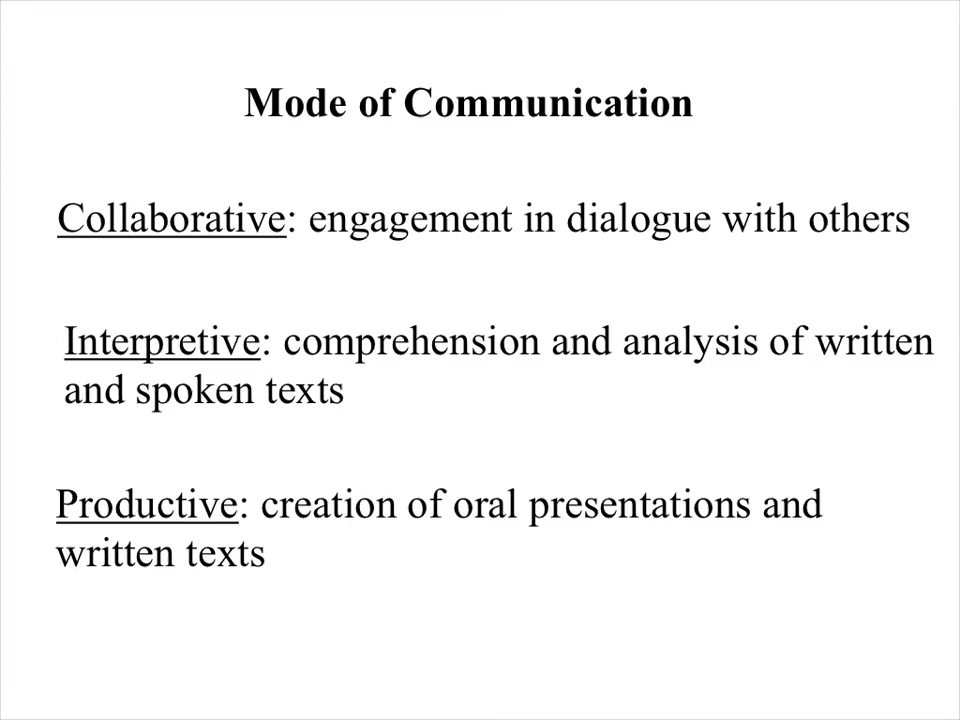 Mode of Communication
Collaborative: engagement in dialogue with others
Interpretive: comprehension and analysis of written
and spoken texts
Productive: creation of oral presentations and
written texts